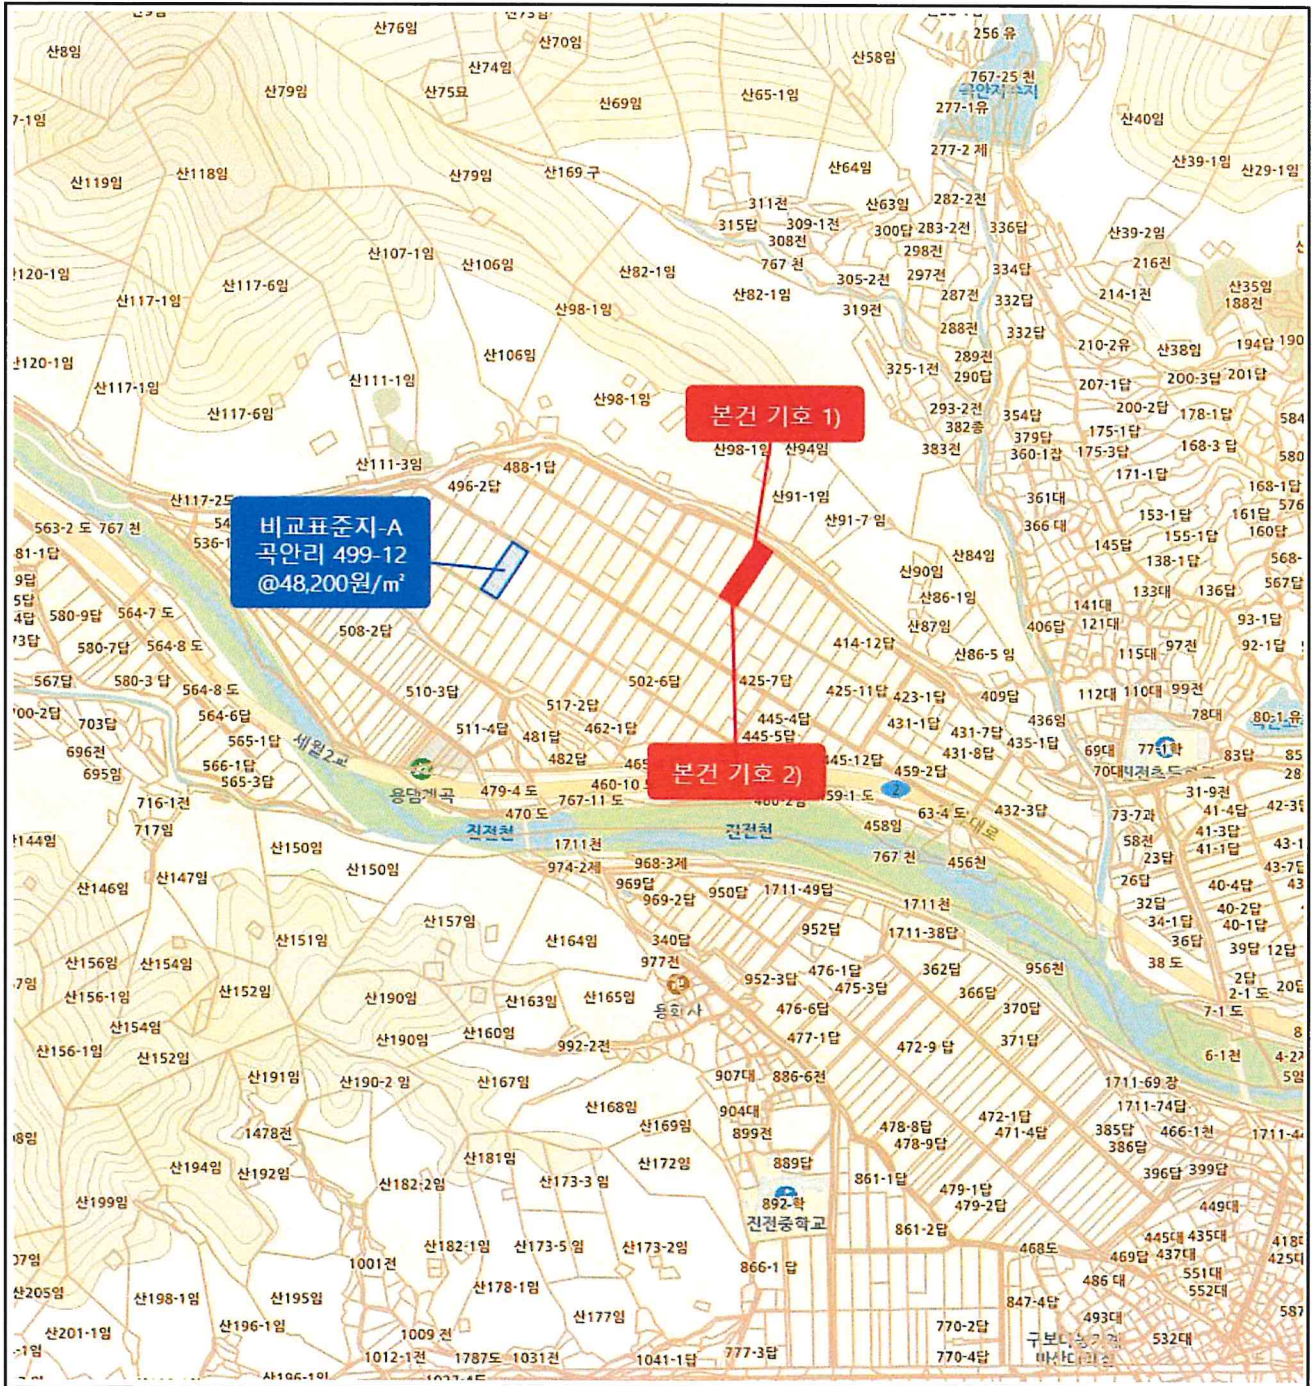 산8임
산76임
산70임
산74임
산58임
256 유
산79임
산75묘
산69임
산65-1임
767-25 천
277-1유
산40임
277-2 제
산119임
산118임
산79임
산169 구
산64임
산39-1임
산29-1임
311전
산63임
282-2전
315답
309-1전
300답
283-2전
336답
308전
298전
산39-2임
산107-1임
산106임
산82-1임
767 천
305-2전
297전
334답
216전
산35임
188전
산117-1임
산117-6임
산82-1임
287전
332답
214-1전
산98-1임
319전
288전
332답
210-2유
산38임
194답
산106임
289전
290답
325-1전
200-3답
201답
산117-1임
산111-1임
207-1답
산117-6임
산98-1임
본건 기호 1)
293-2전
382종
354답
200-2답
178-1답
379답
175-1답
산98-1임
산94임
383전
360-1잡
175-3답
168-3 답
산111-3임
488-1답
171-1답
496-2답
산91-1임
361대
168-1답
563-2 도
767 천
비교표준지-A
곡안리 499-12
@48,200원/㎡
산91-7 임
366 대
153-1답
161답
155-1답
160답
145답
산84임
138-1답
산90임
산86-1임
133대
136답
567답
580-9답
564-7 도
141대
508-2답
산87임
406답
121대
93-1답
580-7답
564-8 도
414-12답
산86-5 임
115대
97전
92-1답
567답
580-3 답
564-8 도
510-3답
502-6답
425-7답
425-11답
423-1답
409답
112대
110대
99전
703답
564-6답
517-2답
445-4답
431-1답
436임
78대
80-1 유
696전
565-1답
세월2교
511-4답
481답
462-1답
445-5답
431-7답
435-1답
69대
77-1학
83답
695임
566-1답
482답
본건 기호 2)
431-8답
70대
565-3답
459-2답
용댐계곡
479-4 도
460-10
31-9전
716-1전
767-11 도
2
432-3답
41-4답
717임
470 도
63-4 도
73-7과
진전천
진전천
458임
58전
41-3답
산150임
1711천
41-1답
974-2제
968-3제
767 천
456천
23답
산146임
산147임
산150임
969답
950답
1711-49답
26답
40-4답
969-2답
1711천
32답
40-2답
산157임
952답
34-1답
40-1답
산151임
산164임
340답
1711-38답
36답
39답
12답
산156임
산154임
977전
476-1답
362답
956천
38 도
2답
952-3답
475-3답
2-1 도
산156-1임
산152임
산190임
산163임
산165임
366답
산154임
476-6답
370답
7-1 도
산156-1임
산152임
산190임
산160임
992-2전
477-1답
472-9 답
371답
6-1천
산191임
산190-2 임
산167임
907대
886-6전
1711-69 장
산168임
904대
472-1답
1711-74답
1478전
산169임
899전
478-8답
471-4답
385답
466-1천
478-9답
386답
산194임
산192임
산181임
산172임
889답
861-1답
396답
399답
산182-2임
산173-3 임
479-1답
산199임
892-학
479-2답
449대
진전중학교
861-2답
445대
435대
산182-1임
산173-5 임
산173-2임
468도
469답
437대
1001전
866-1 답
551대
산205임
산198-1임
산195임
산178-1임
486 대
552대
847-4답
산177임
493대
산201-1임
산196-1임
1009 전
770-2답
532대
1012-1전
1787도
1031전
1041-1답
777-3답
770-4답
산196-1임